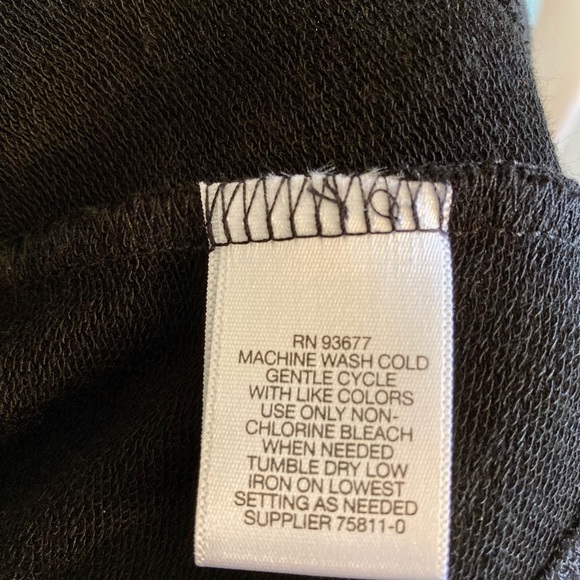 RN 93677
MACHINE WASH COLD
GENTLE CYCLE
WITH LIKE COLORS
USE ONLY NON-
CHLORINE BLEACH
WHEN NEEDED
TUMBLE DRY LOW
IRON ON LOWEST
SETTING AS NEEDED
SUPPLIER 75811-0